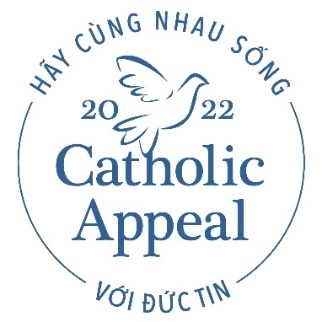 HÃY CÙNG NHAU SỐNG
20 22
Catholic
Appeal
VỚI ĐỨC TIN